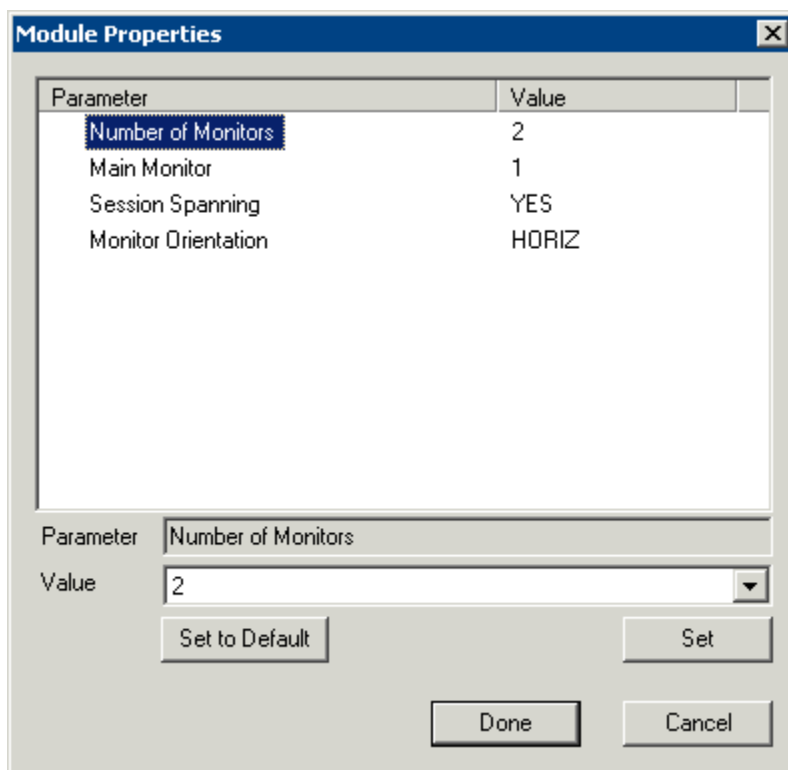 Module Properties
Parameter Value
Number of Monitors 2
Main Monitor 1
Session Spanning YES
Monitor Orientation HORIZ
Parameter Number of Monitors
Value 2
Set to Default Set
Done Cancel